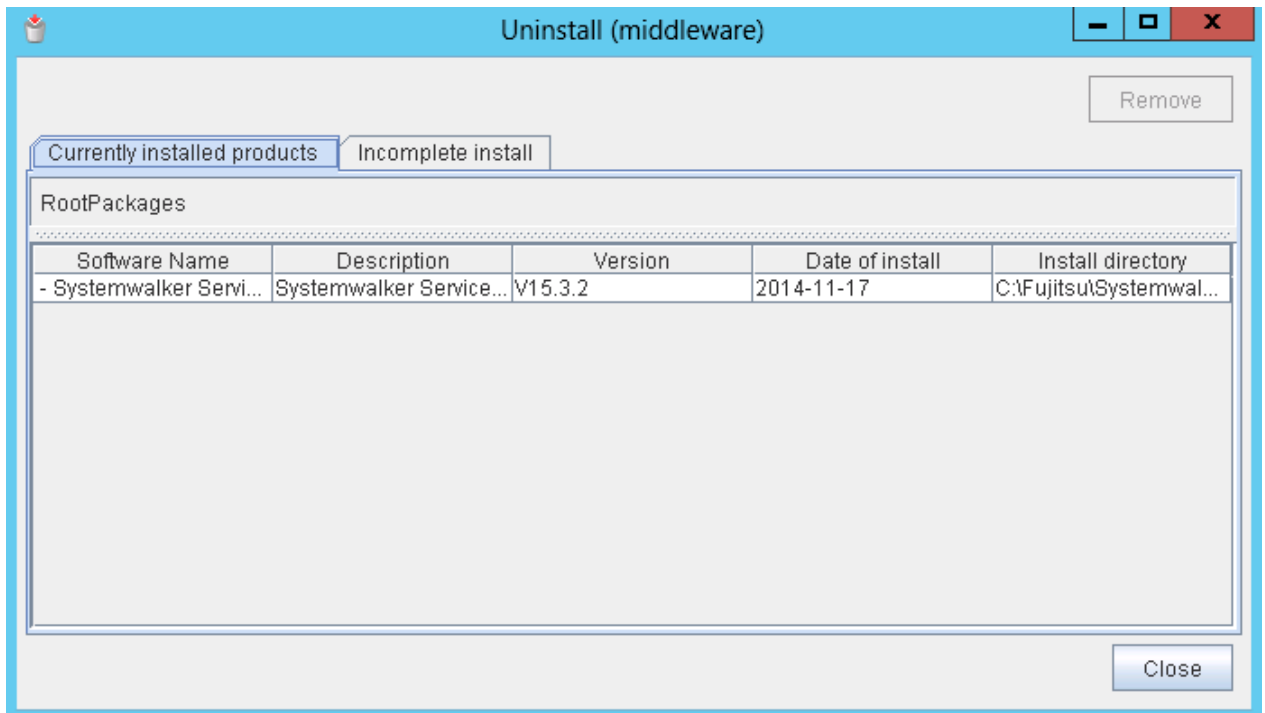 Uninstall (middleware)
Remove
Currently installed products Incomplete install
RootPackages
Software Name Description Version Date of install Install directory
- Systemwalker Servi... Systemwalker Service... V15.3.2 2014-11-17 C:\Fujitsu\Systemwal...
Close